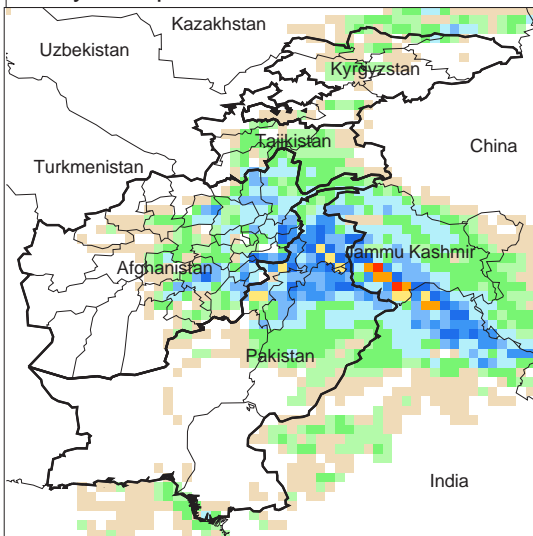 Kazakhstan
Uzbekistan
Kyrgyzstan
Tajikistan
China
Turkmenistan
Jammu Kashmir
Afghanistan
Pakistan
India